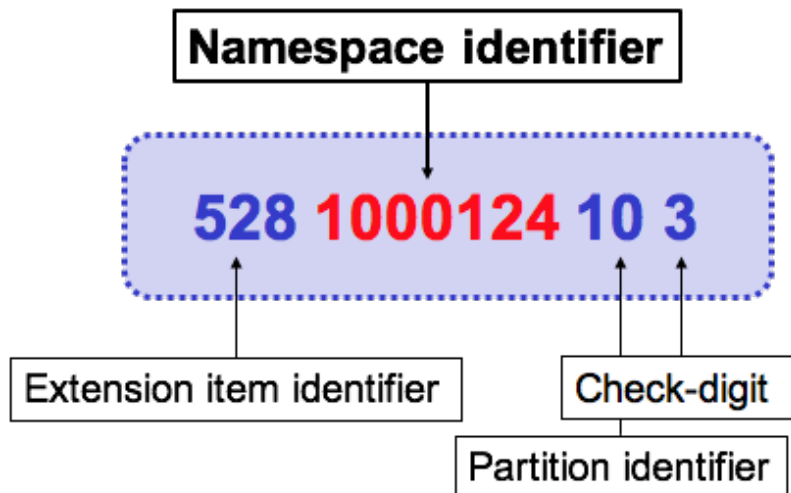 Namespace identifier
528 1000124 10 3
Extension item identifier
Check-digit
Partition identifier